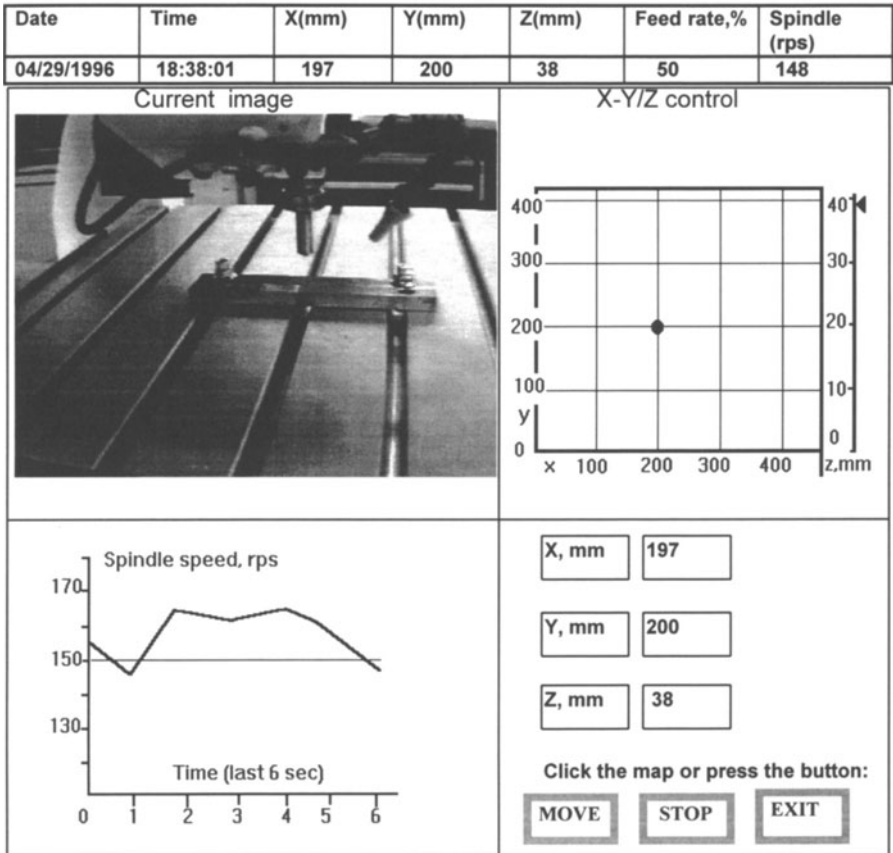 Date Time X(mm) Y(mm) Z(mm) Feed rate,% Spindle
(rps)
04/29/1996 18:38:01 197 200 38 50 148
Current image
X-Y/Z control
400
300
200
100
y
0
x 100 200 300 400
40
30
20
10
0
z,mm
Spindle speed, rps
170
150
130
Time (last 6 sec)
0 1 2 3 4 5 6
X, mm 197
Y, mm 200
Z, mm 38
Click the map or press the button:
MOVE STOP EXIT